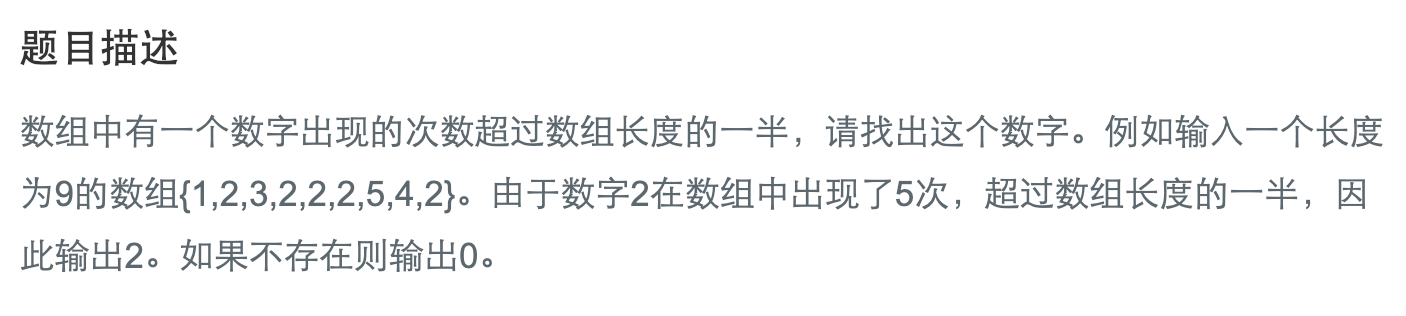 题目描述
数组中有一个数字出现的次数超过数组长度的一半，请找出这个数字。例如输入一个长度
为9的数组{1,2,3,2,2,2,5,4,2}。由于数字2在数组中出现了5次，超过数组长度的一半，因
此输出2。如果不存在则输出0。